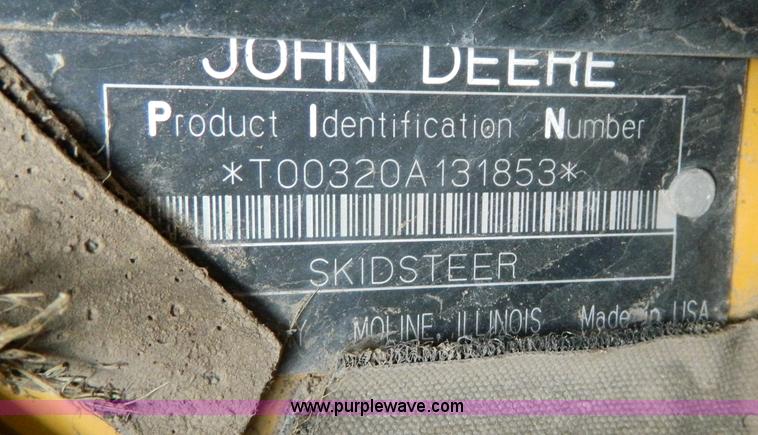 JOHN DEERE
Product Identification Number
*T00320A131853*
SKIDSTEER
Y MOLINE, ILLINOIS Made in USA
www.purplewave.com